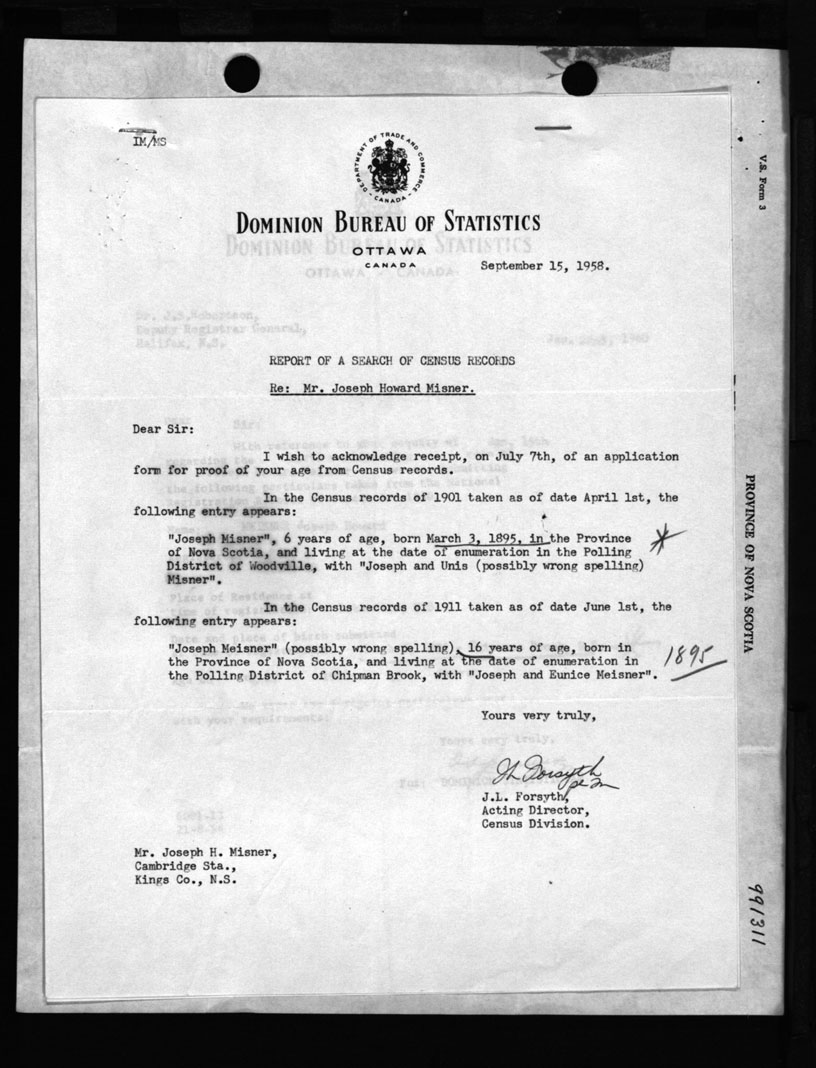 IM/MS
DEPARTMENT OF TRADE AND COMMERCE
CANADA
DOMINION BUREAU OF STATISTICS
OTTAWA
CANADA
September 15, 1958.
REPORT OF A SEARCH OF CENSUS RECORDS
Re: Mr. Joseph Howard Misner.
Dear Sir:
I wish to acknowledge receipt, on July 7th, of an application
form for proof of your age from Census records.
In the Census records of 1901 taken as of date April 1st, the
following entry appears:
"Joseph Misner", 6 years of age, born March 3, 1895, in the Province
of Nova Scotia, and living at the date of enumeration in the Polling
District of Woodville, with "Joseph and Unis (possibly wrong spelling)
Misner".
In the Census records of 1911 taken as of date June 1st, the
following entry appears:
"Joseph Meisner" (possibly wrong spelling), 16 years of age, born in
the Province of Nova Scotia, and living at the date of enumeration in
the Polling District of Chipman Brook, with "Joseph and Eunice Meisner".
1895
Yours very truly,
J L Forsyth
J.L. Forsyth,
Acting Director,
Census Division.
Mr. Joseph H. Misner,
Cambridge Sta.,
Kings Co., N.S.
V.S. Form 3
PROVINCE OF NOVA SCOTIA
991311